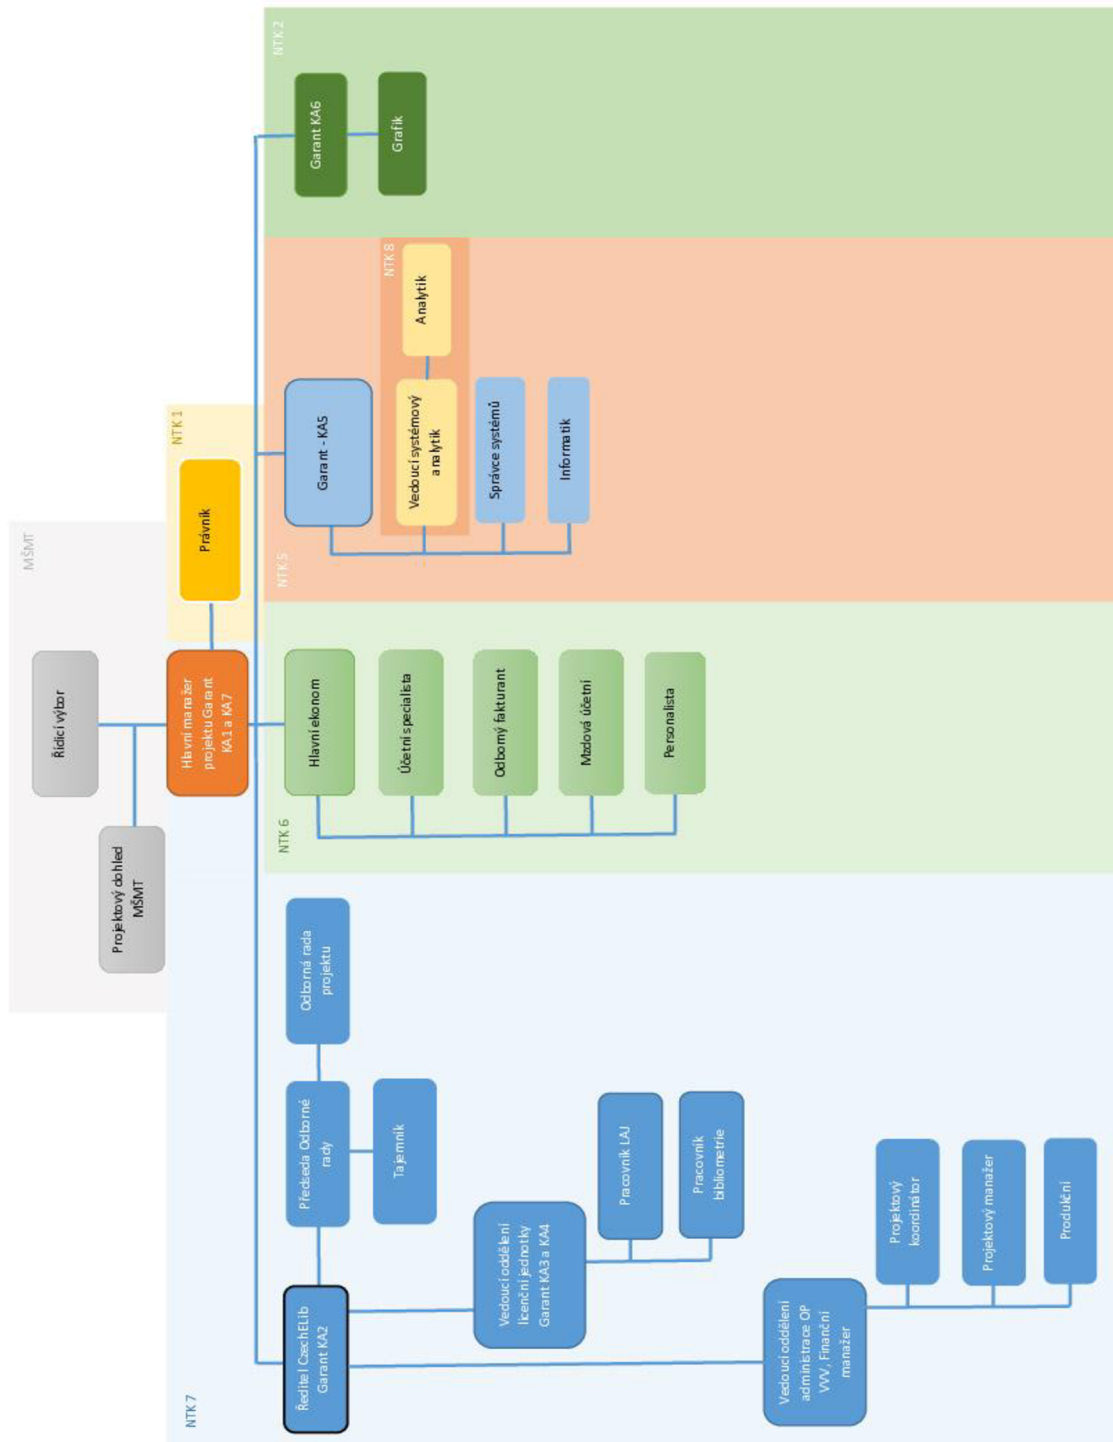 MŠMT
Řídicí výbor
Projektový dohled
MŠMT
NTK 1
Hlavní manažer
projektu Garant
KA1 a KA7
Právník
NTK 7
Ředitel CzechELib
Garant KA2
Předseda Odborné
rady
Odborná rada
projektu
Tajemník
Vedoucí oddělení
licenční jednotky
Garant KA3 a KA4
Pracovník LAJ
Pracovník
bibliometrie
Vedoucí oddělení
administrace OP
VVV, Finanční
manažer
Projektový
koordinátor
Projektový manažer
Produkční
NTK 6
Hlavní ekonom
Účetní specialista
Odborný fakturant
Mzdová účetní
Personalista
NTK 5
Garant - KA5
NTK 8
Vedoucí systémový
analytik
Analytik
Správce systémů
Informatik
NTK 2
Garant KA6
Grafik